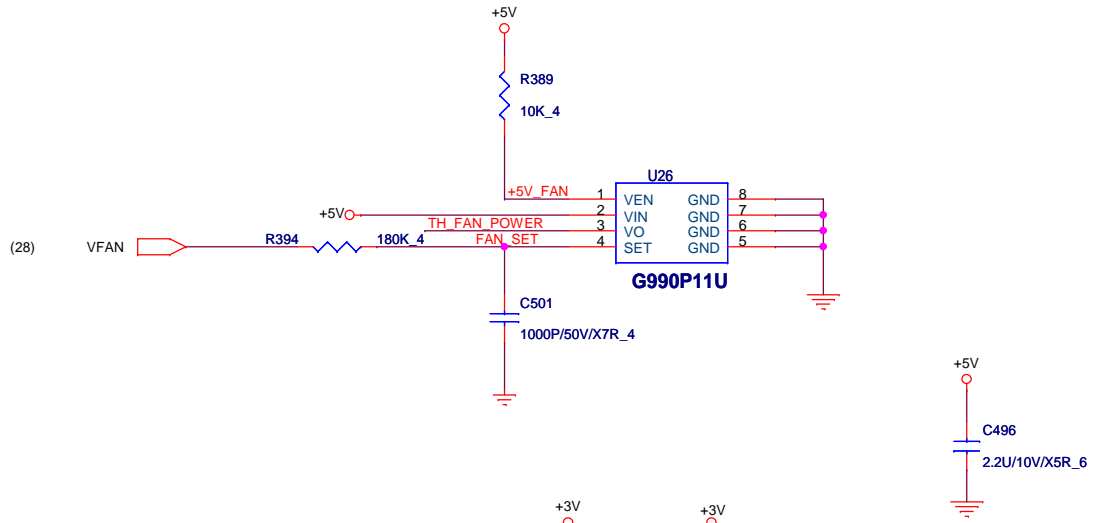 +5V
R389
10K_4
U26
+5V_FAN 1 VEN GND 8
+5V 2 VIN GND 7
TH_FAN_POWER 3 VO GND 6
(28) VFAN R394 180K_4 FAN_SET 4 SET GND 5
G990P11U
C501
1000P/50V/X7R_4
+5V
C496
2.2U/10V/X5R_6
+3V +3V